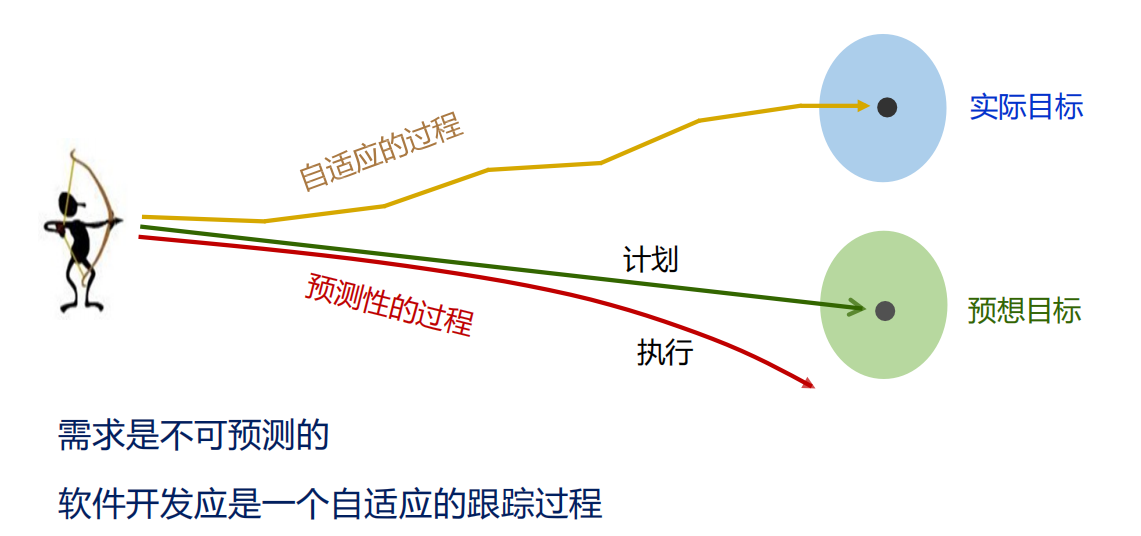 自适应的过程
实际目标
计划
预测性的过程
预想目标
执行
需求是不可预测的
软件开发应是一个自适应的跟踪过程